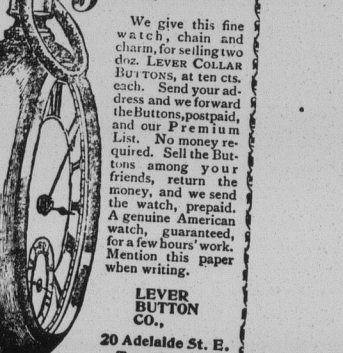 We give this fine
watch, chain and
charm, for selling two
doz. LEVER COLLAR
BUTTONS, at ten cts.
each. Send your ad-
dress and we forward
the Buttons, postpaid,
and our Premium
List. No money re-
quired. Sell the But-
tons among your
friends, return the
money, and we send
the watch, prepaid.
A genuine American
watch, guaranteed,
for a few hours' work.
Mention this paper
when writing.
LEVER
BUTTON
CO.,
20 Adelaide St. E.